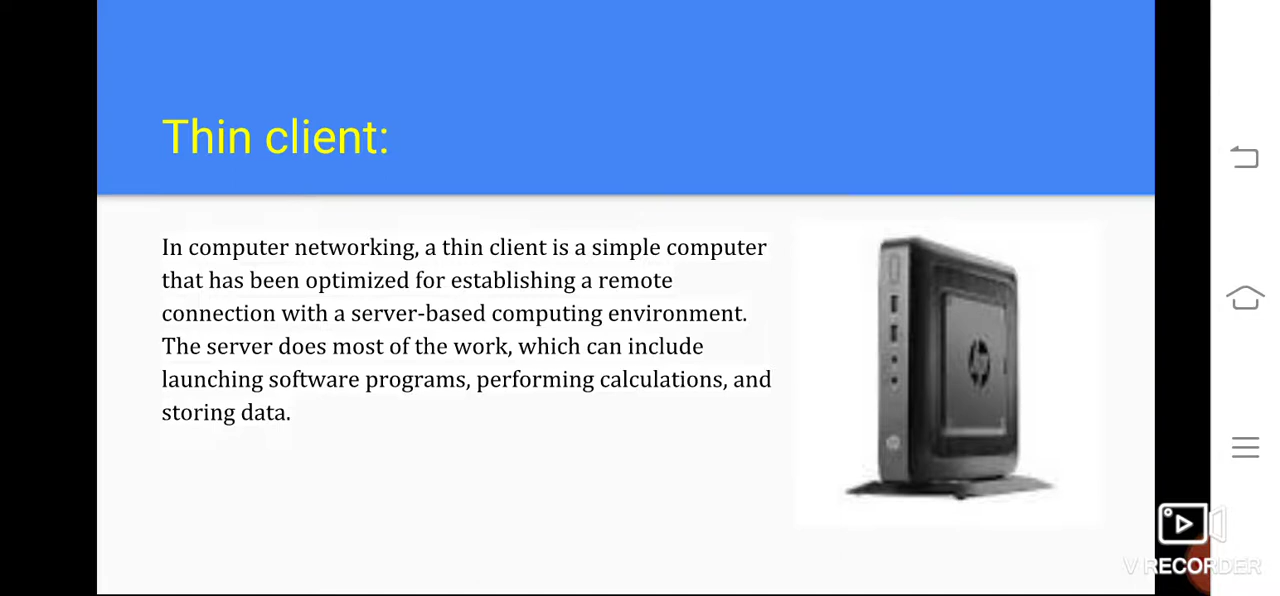 Thin client:
In computer networking, a thin client is a simple computer
that has been optimized for establishing a remote
connection with a server-based computing environment.
The server does most of the work, which can include
launching software programs, performing calculations, and
storing data.
hp
V RECORDER